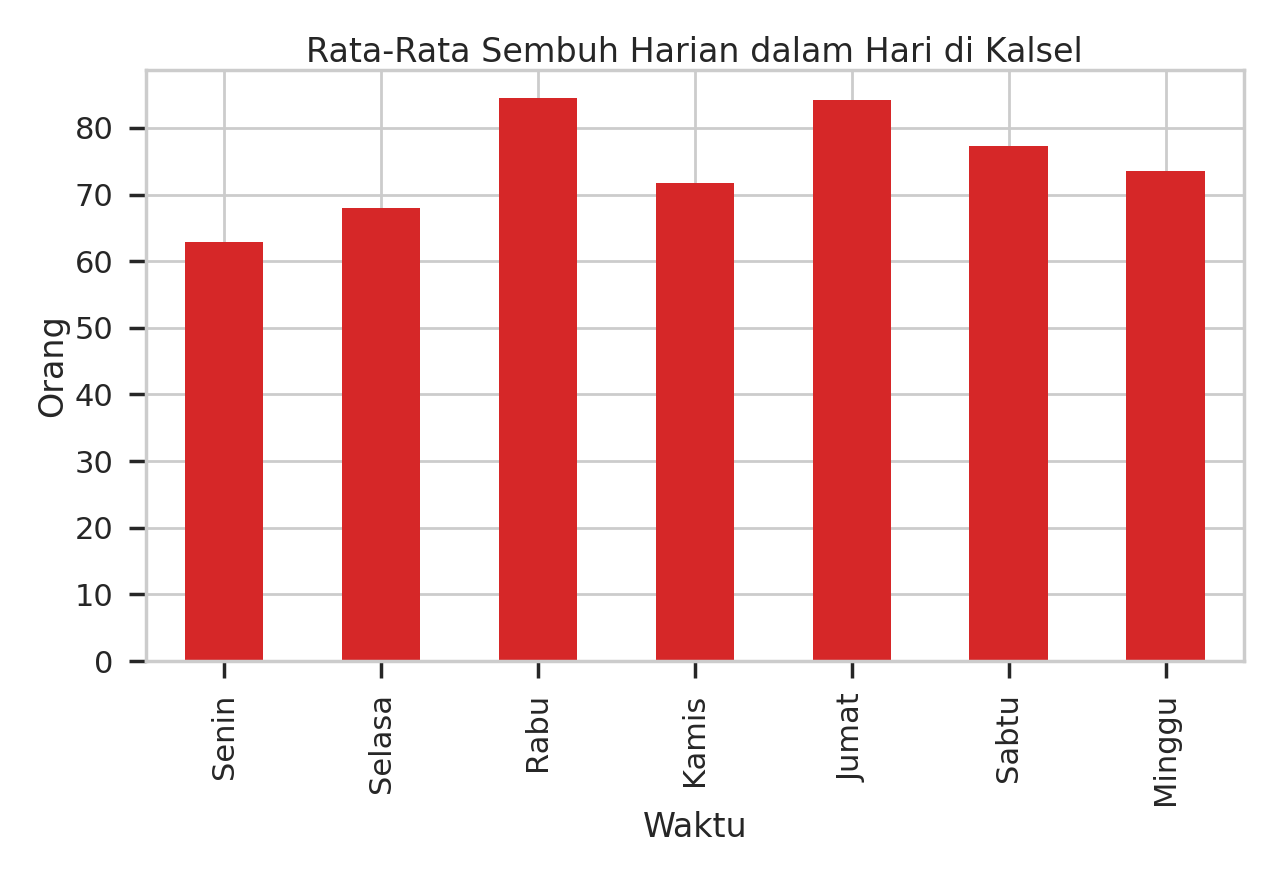 Rata-Rata Sembuh Harian dalam Hari di Kalsel
80
70
60
50
40
30
20
10
0
Orang
Senin
Selasa
Rabu
Kamis
Jumat
Sabtu
Minggu
Waktu